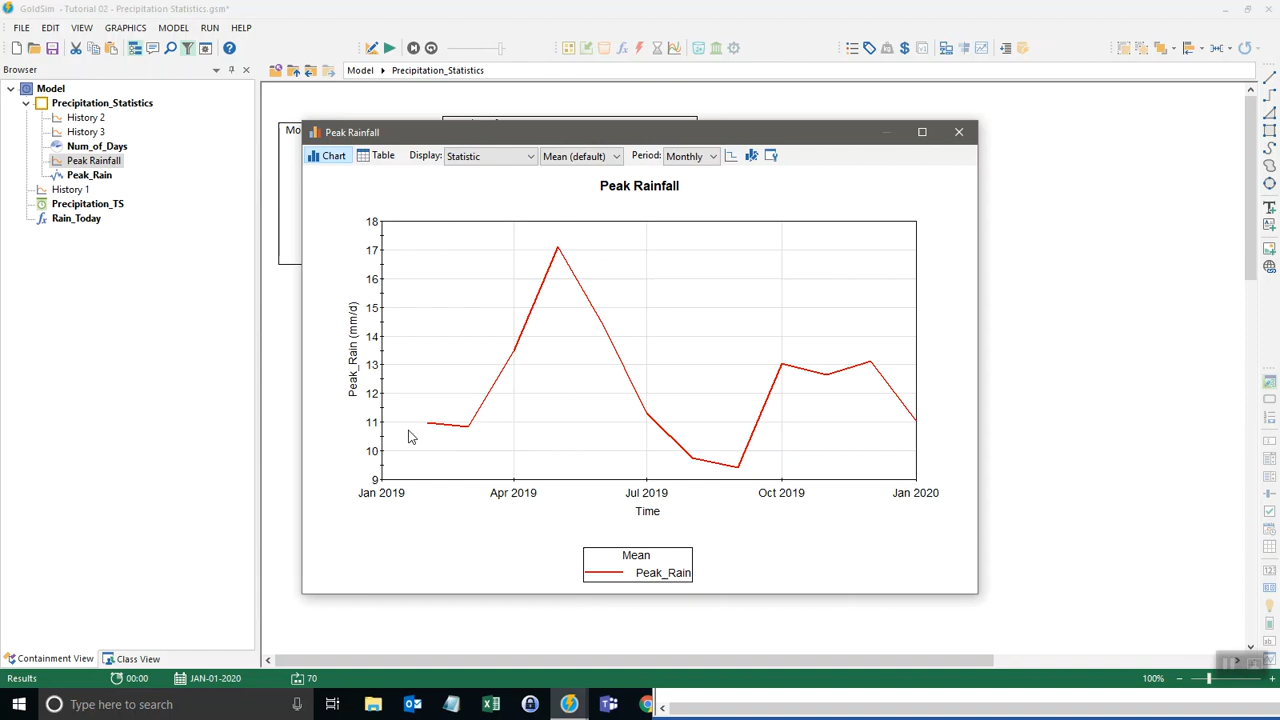 GoldSim - Tutorial 02 - Precipitation Statistics.gsm*
FILE EDIT VIEW GRAPHICS MODEL RUN HELP
Browser
Model Precipitation_Statistics
Model
Precipitation_Statistics
History 2
History 3
Num_of_Days
Peak Rainfall
Peak_Rain
History 1
Precipitation_TS
Rain_Today
Mo
Peak Rainfall
Chart Table Display: Statistic Mean (default) Period: Monthly
Peak Rainfall
18
17
16
15
14
13
12
11
10
9
Peak_Rain (mm/d)
Jan 2019 Apr 2019 Jul 2019 Oct 2019 Jan 2020
Time
Mean
Peak_Rain
Containment View Class View
Results 00:00 JAN-01-2020 70 100%
Type here to search